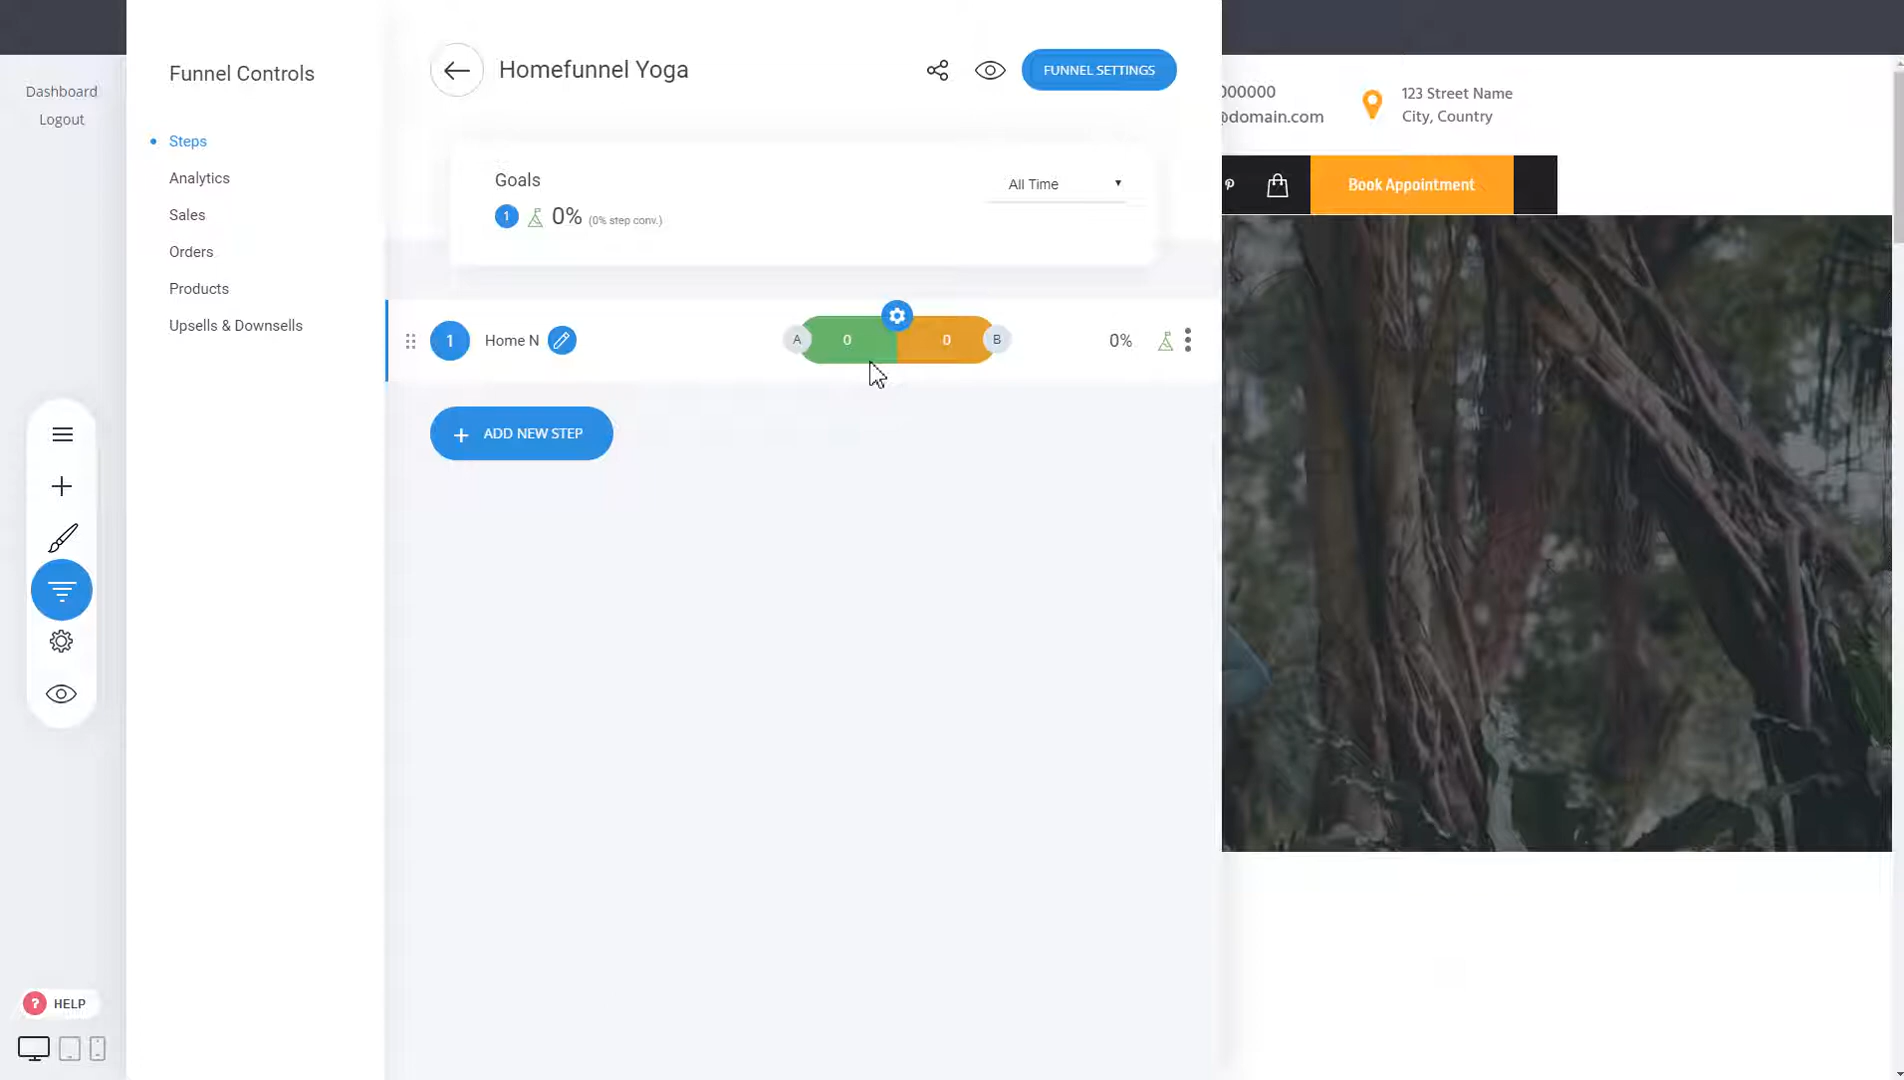 Dashboard
Logout
Funnel Controls
Steps
Analytics
Sales
Orders
Products
Upsells & Downsells
? HELP
Homefunnel Yoga
FUNNEL SETTINGS
Goals
All Time
1 0% (0% step conv.)
1 Home N A 0 0 B 0%
+ ADD NEW STEP
000000
@domain.com
123 Street Name
City, Country
Book Appointment